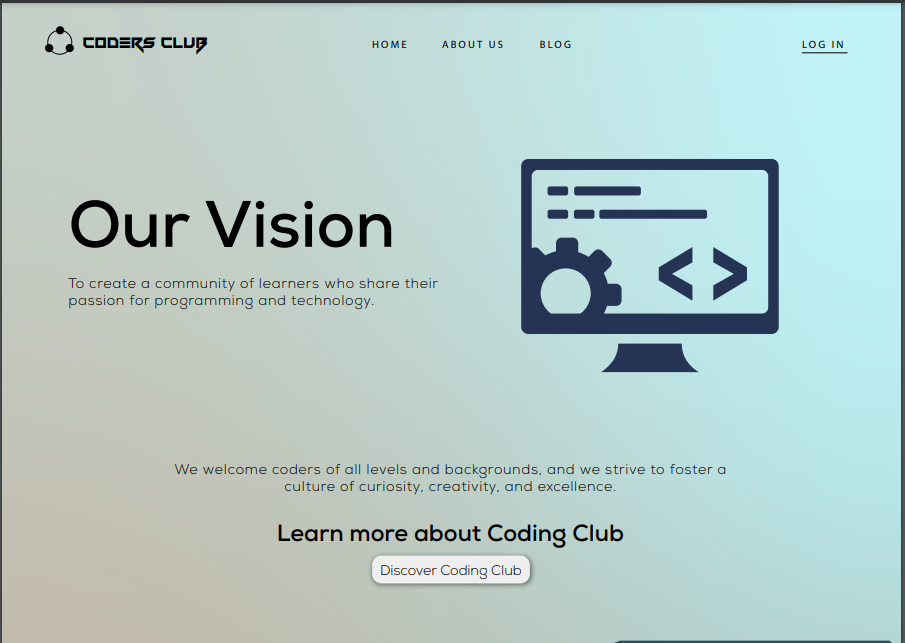 CODERS CLUB
HOME
ABOUT US
BLOG
LOG IN
Our Vision
To create a community of learners who share their
passion for programming and technology.
< >
We welcome coders of all levels and backgrounds, and we strive to foster a
culture of curiosity, creativity, and excellence.
Learn more about Coding Club
Discover Coding Club